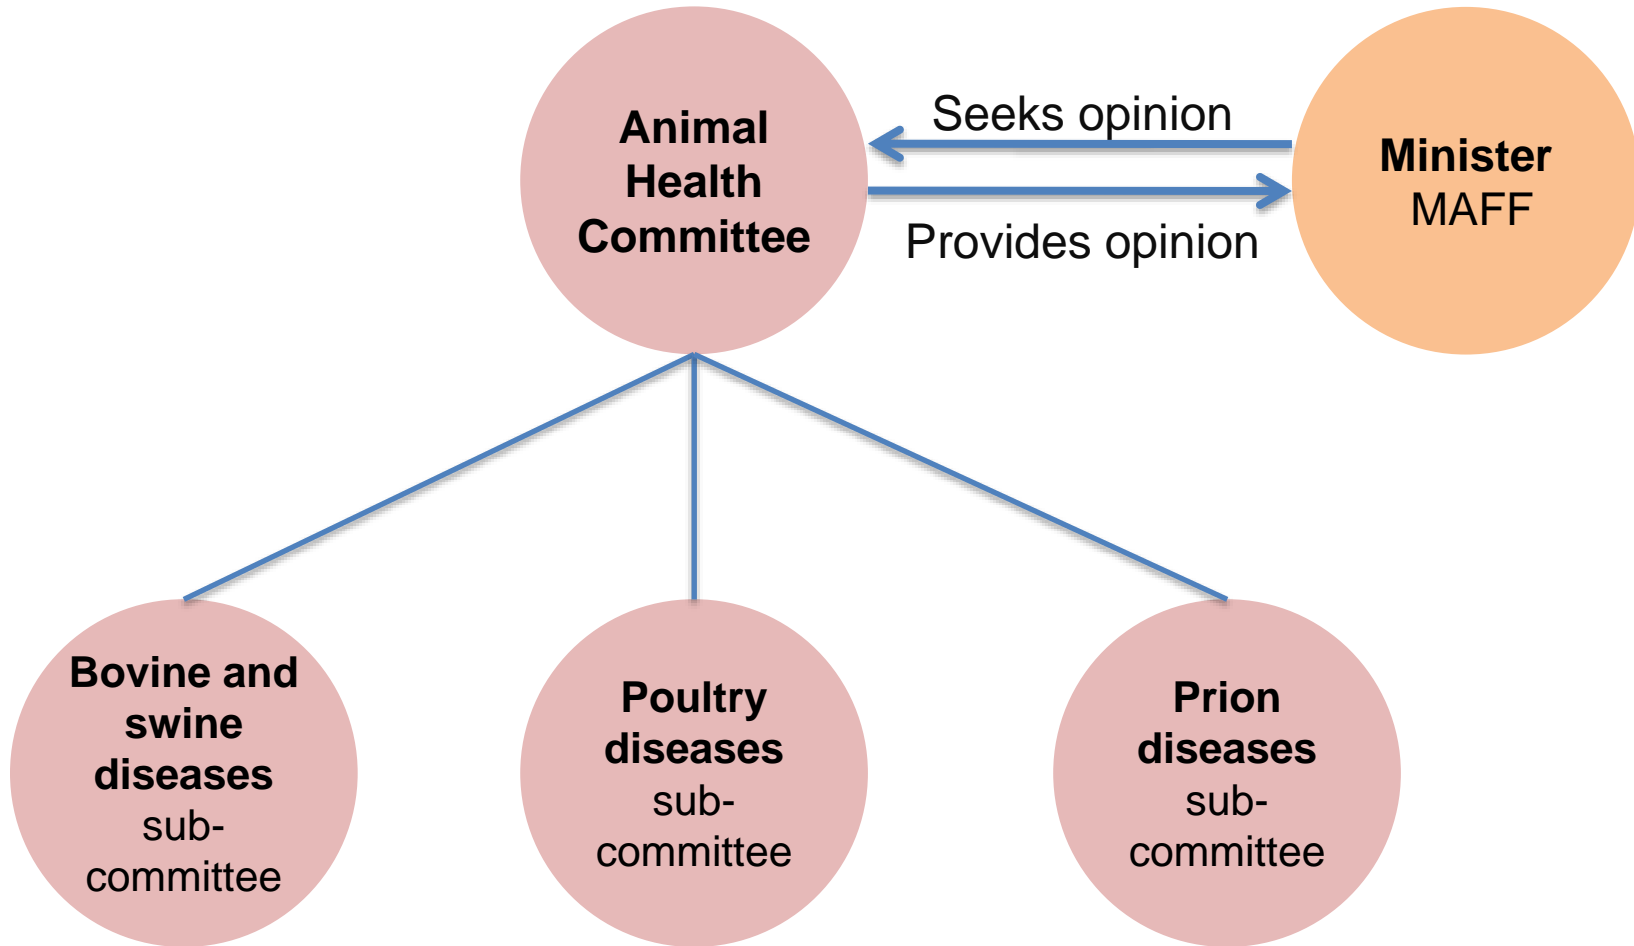 Animal
Health
Committee
Seeks opinion
Provides opinion
Minister
MAFF
Bovine and
swine
diseases
sub-
committee
Poultry
diseases
sub-
committee
Prion
diseases
sub-
committee